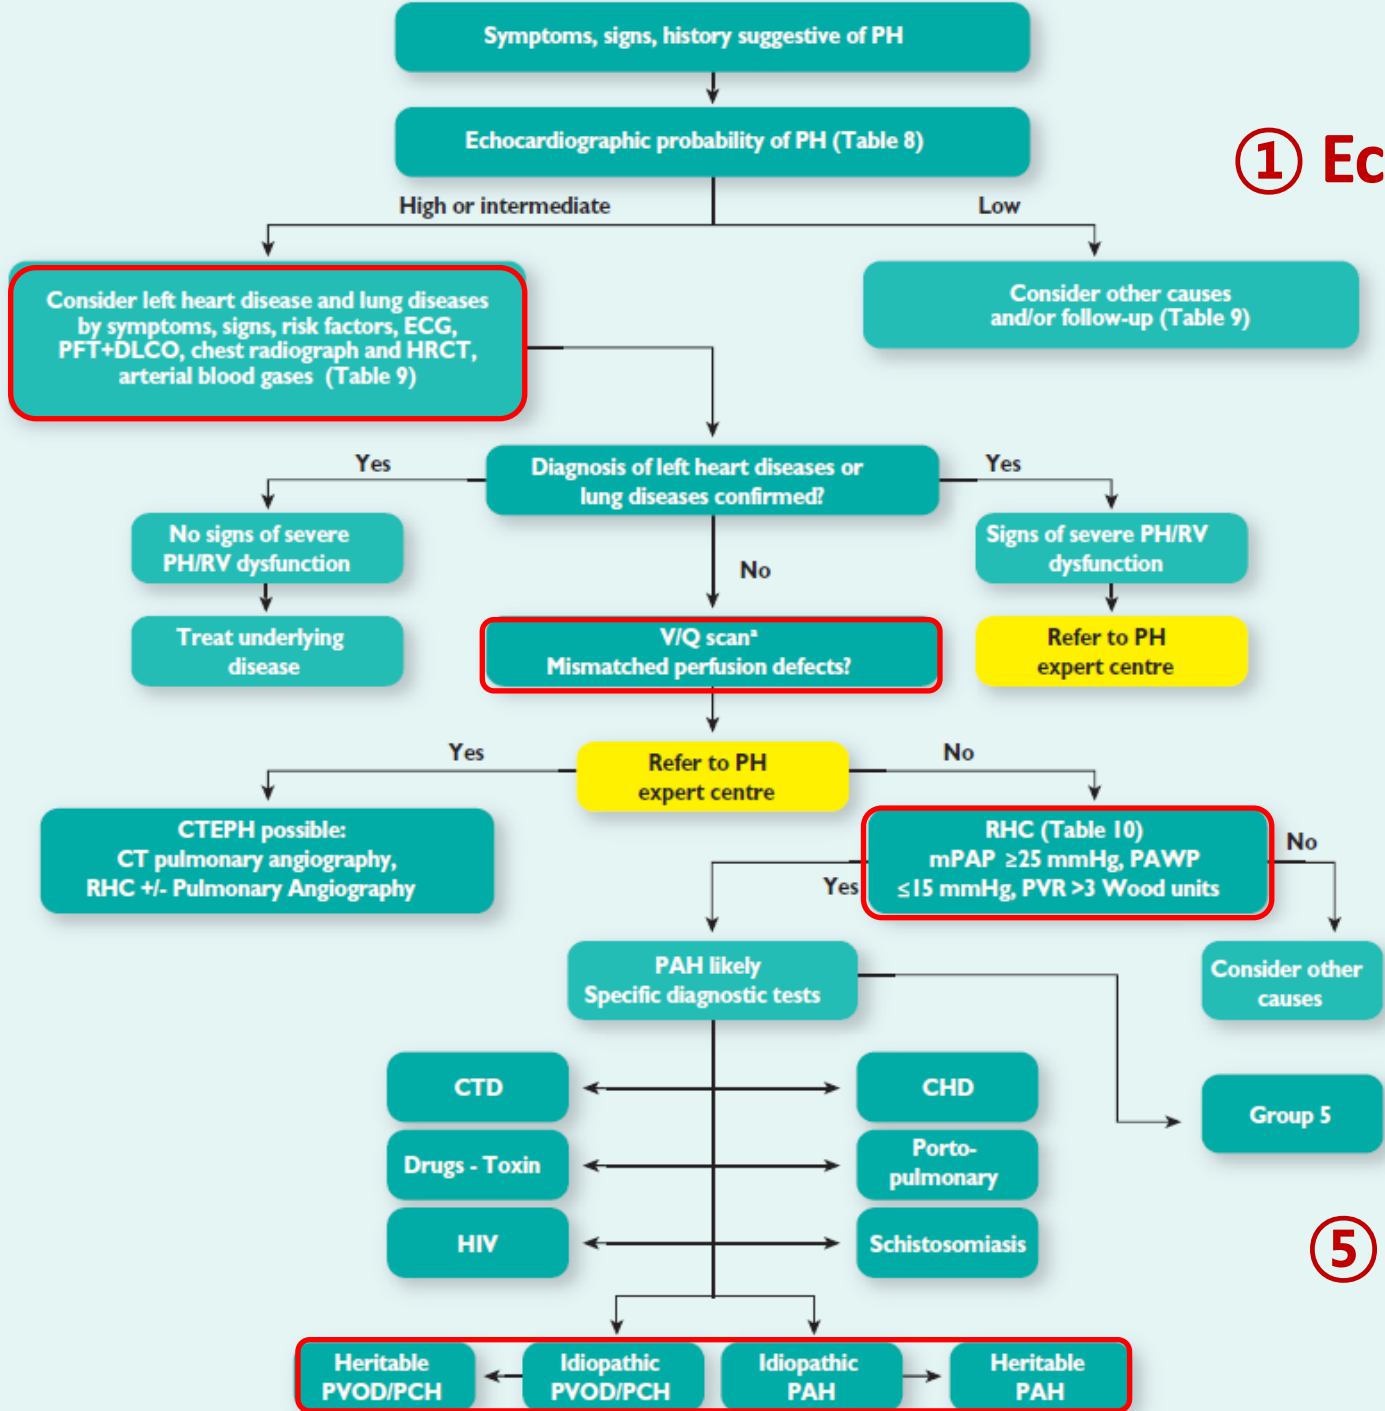 Symptoms, signs, history suggestive of PH
Echocardiographic probability of PH (Table 8)
① Ec
High or intermediate
Low
Consider left heart disease and lung diseases
by symptoms, signs, risk factors, ECG,
PFT+DLCO, chest radiograph and HRCT,
arterial blood gases (Table 9)
Consider other causes
and/or follow-up (Table 9)
Yes
Diagnosis of left heart diseases or
lung diseases confirmed?
Yes
No signs of severe
PH/RV dysfunction
Signs of severe PH/RV
dysfunction
No
Treat underlying
disease
V/Q scanᵃ
Mismatched perfusion defects?
Refer to PH
expert centre
Yes
Refer to PH
expert centre
No
CTEPH possible:
CT pulmonary angiography,
RHC +/- Pulmonary Angiography
RHC (Table 10)
mPAP ≥25 mmHg, PAWP
≤15 mmHg, PVR >3 Wood units
No
Yes
PAH likely
Specific diagnostic tests
Consider other
causes
CTD
CHD
Group 5
Drugs - Toxin
Porto-
pulmonary
HIV
Schistosomiasis
⑤
Heritable
PVOD/PCH
Idiopathic
PVOD/PCH
Idiopathic
PAH
Heritable
PAH